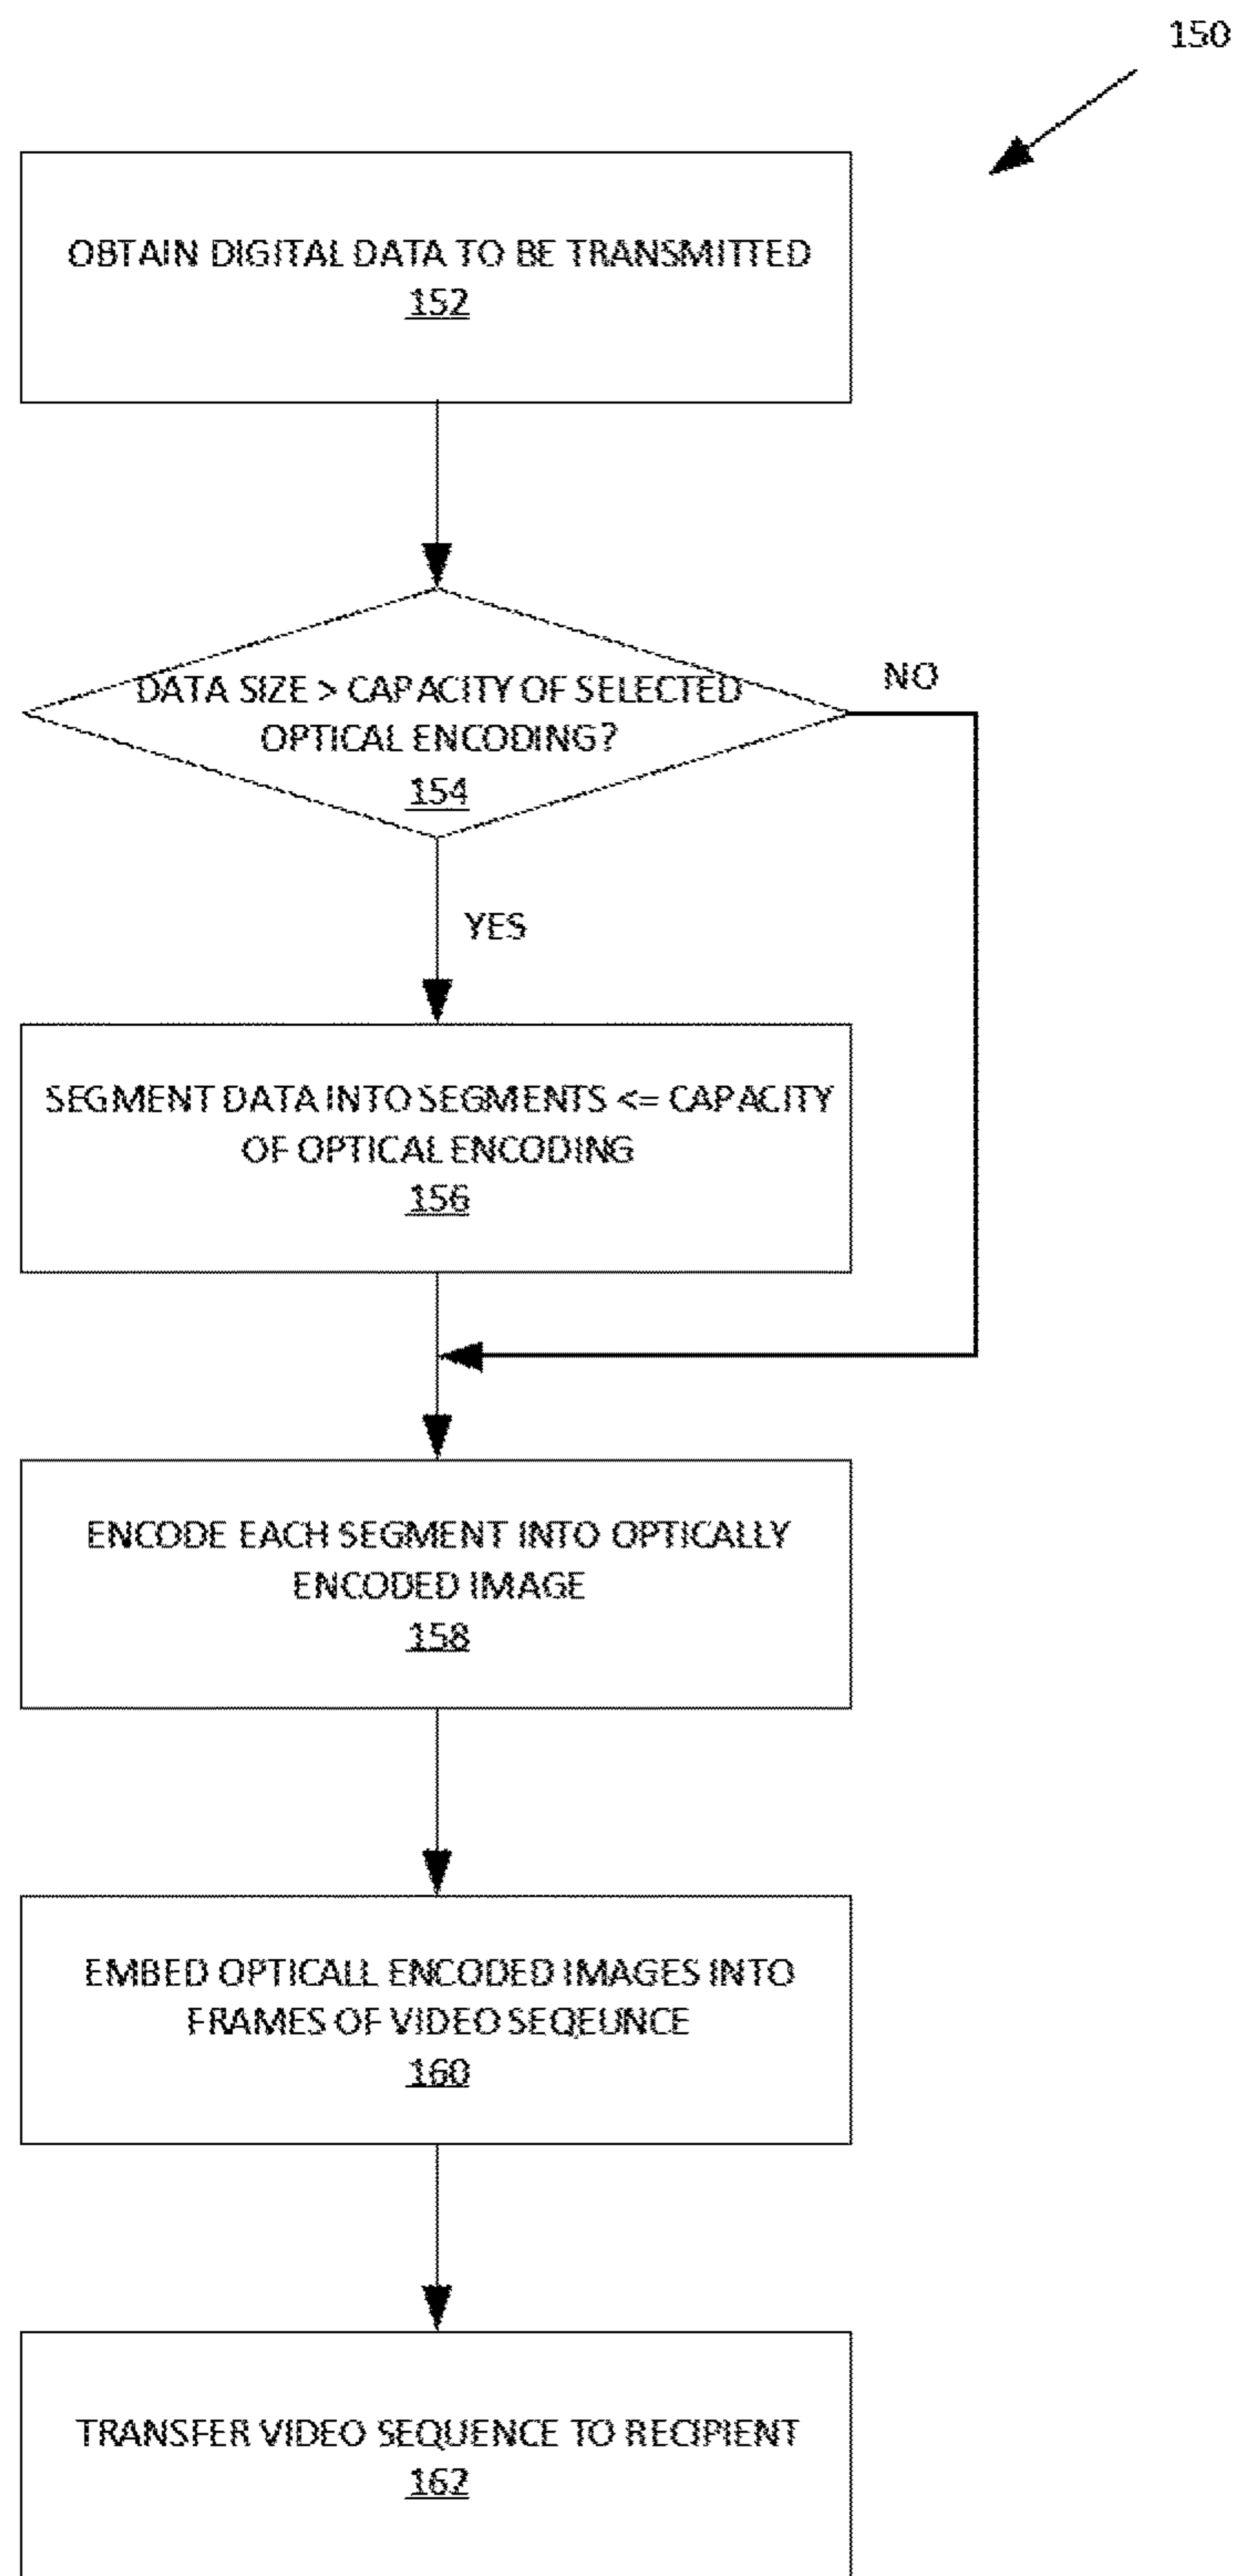 150
OBTAIN DIGITAL DATA TO BE TRANSMITTED
152
DATA SIZE > CAPACITY OF SELECTED
OPTICAL ENCODING?
154
NO
YES
SEGMENT DATA INTO SEGMENTS <= CAPACITY
OF OPTICAL ENCODING
156
ENCODE EACH SEGMENT INTO OPTICALLY
ENCODED IMAGE
158
EMBED OPTICALL ENCODED IMAGES INTO
FRAMES OF VIDEO SEQEUNCE
160
TRANSFER VIDEO SEQUENCE TO RECIPIENT
162